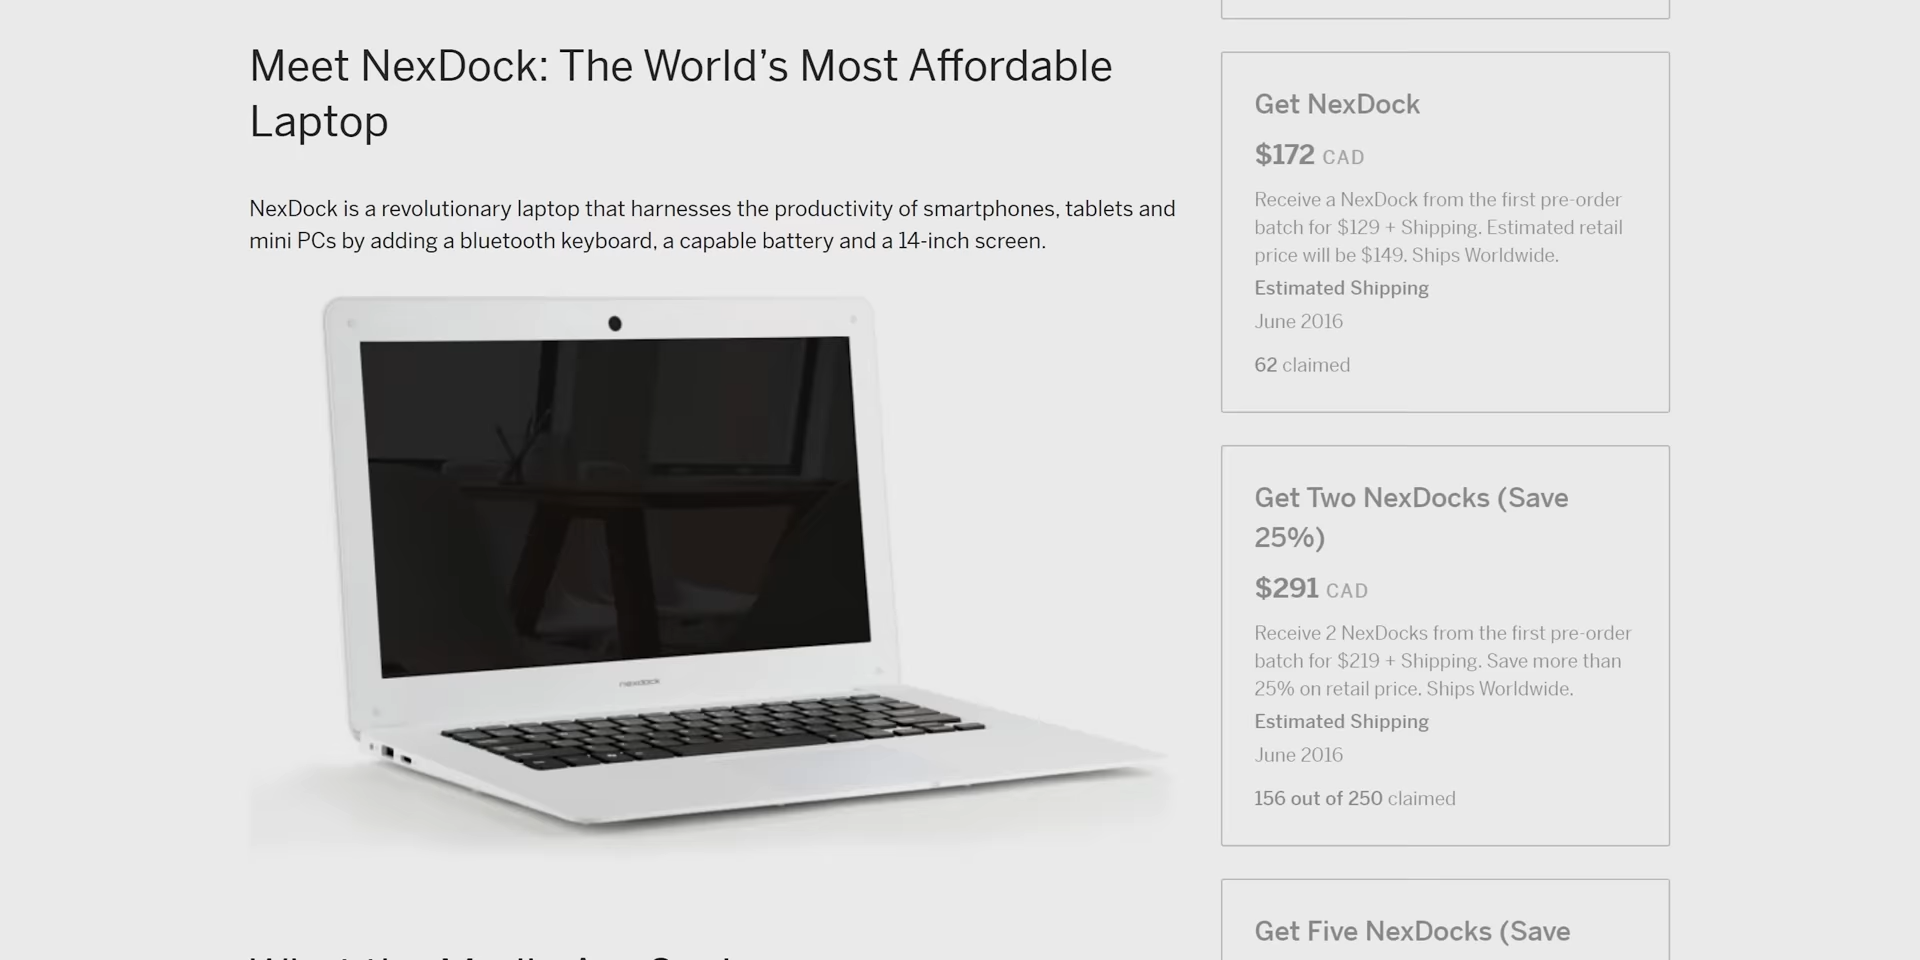 Meet NexDock: The World’s Most Affordable
Laptop
NexDock is a revolutionary laptop that harnesses the productivity of smartphones, tablets and
mini PCs by adding a bluetooth keyboard, a capable battery and a 14-inch screen.
nexdock
Get NexDock
$172 CAD
Receive a NexDock from the first pre-order
batch for $129 + Shipping. Estimated retail
price will be $149. Ships Worldwide.
Estimated Shipping
June 2016
62 claimed
Get Two NexDocks (Save
25%)
$291 CAD
Receive 2 NexDocks from the first pre-order
batch for $219 + Shipping. Save more than
25% on retail price. Ships Worldwide.
Estimated Shipping
June 2016
156 out of 250 claimed
Get Five NexDocks (Save